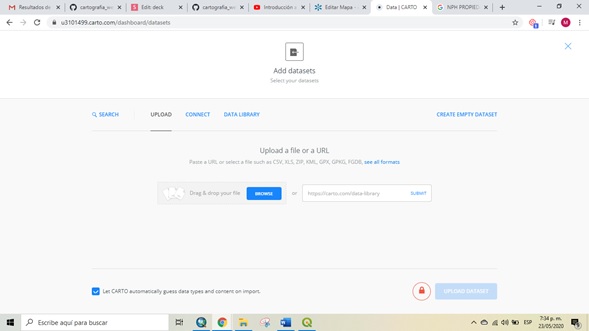 Resultados de
cartografia_we
Edit deck
cartografia_we
Introducción a
Editar Mapa -
Data | CARTO
NPH PROPIED
u3101499.carto.com/dashboard/datasets
M
Add datasets
Select your datasets
SEARCH
UPLOAD
CONNECT
DATA LIBRARY
CREATE EMPTY DATASET
Upload a file or a URL
Paste a URL or select a file such as CSV, XLS, ZIP, KML, GPX, GPKG, FGDB, see all formats
Drag & drop your file
BROWSE
or
https://carto.com/data-library
SUBMIT
Let CARTO automatically guess data types and content on import.
UPLOAD DATASET
Escribe aquí para buscar
ESP
7:34 p. m.
23/05/2020